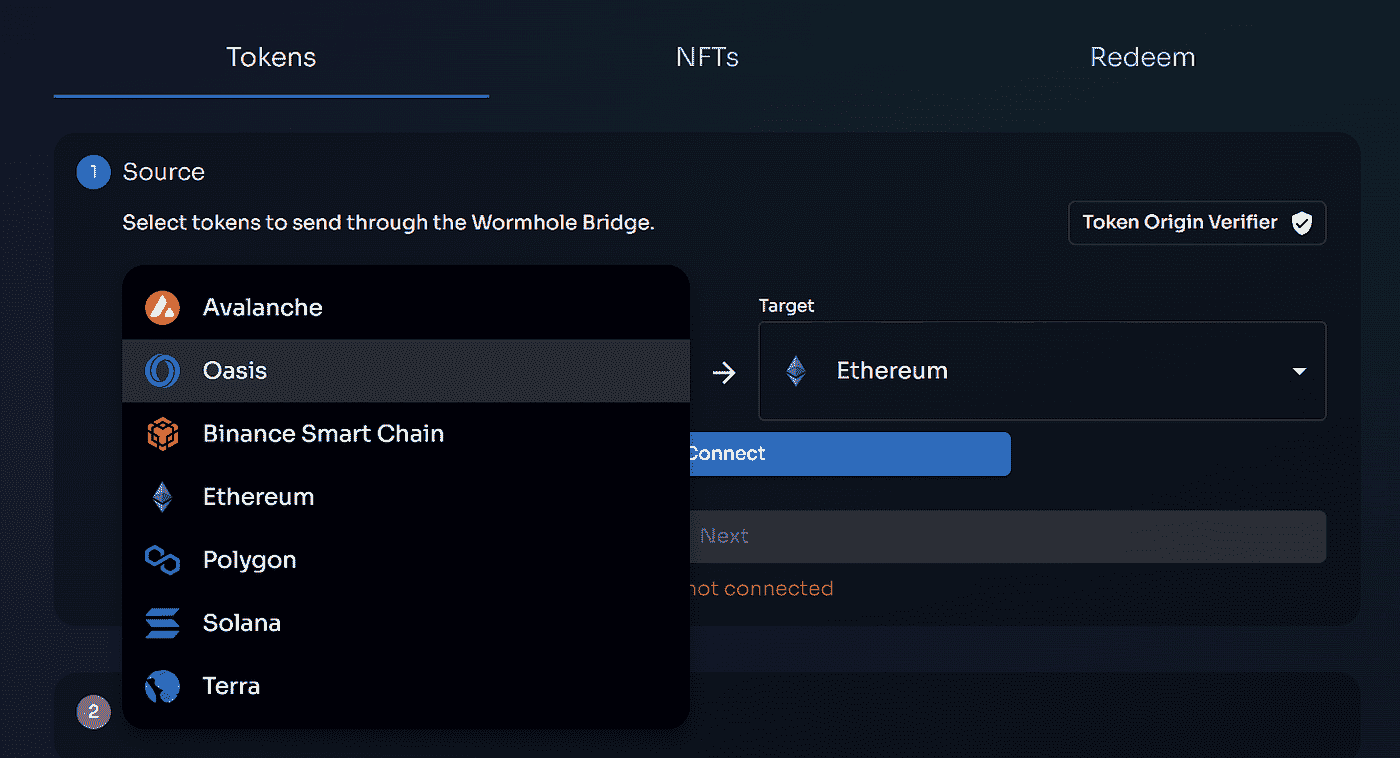 Tokens
NFTs
Redeem
1
Source
Select tokens to send through the Wormhole Bridge.
Token Origin Verifier
Avalanche
Oasis
Binance Smart Chain
Ethereum
Polygon
Solana
Terra
Target
Ethereum
Connect
Next
not connected
2